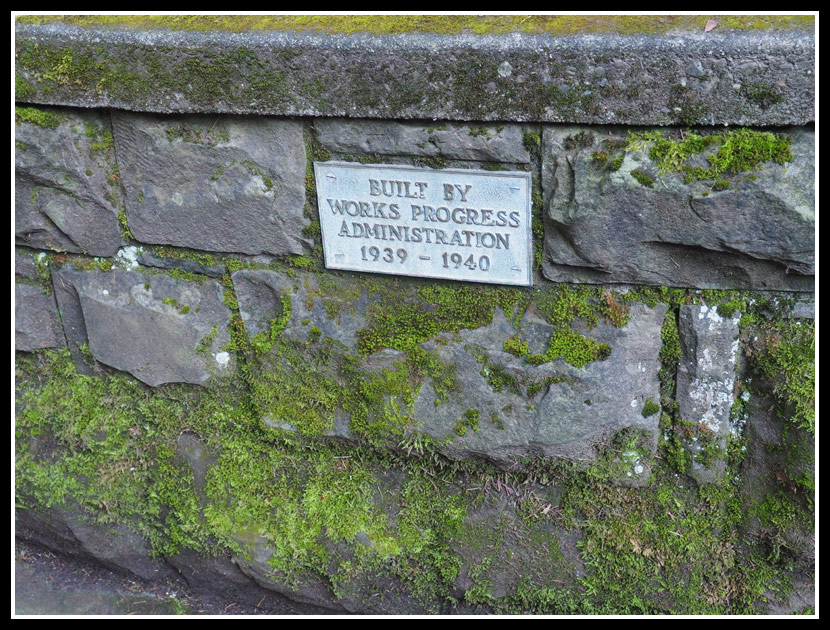 BUILT BY
WORKS PROGRESS
ADMINISTRATION
1939 - 1940